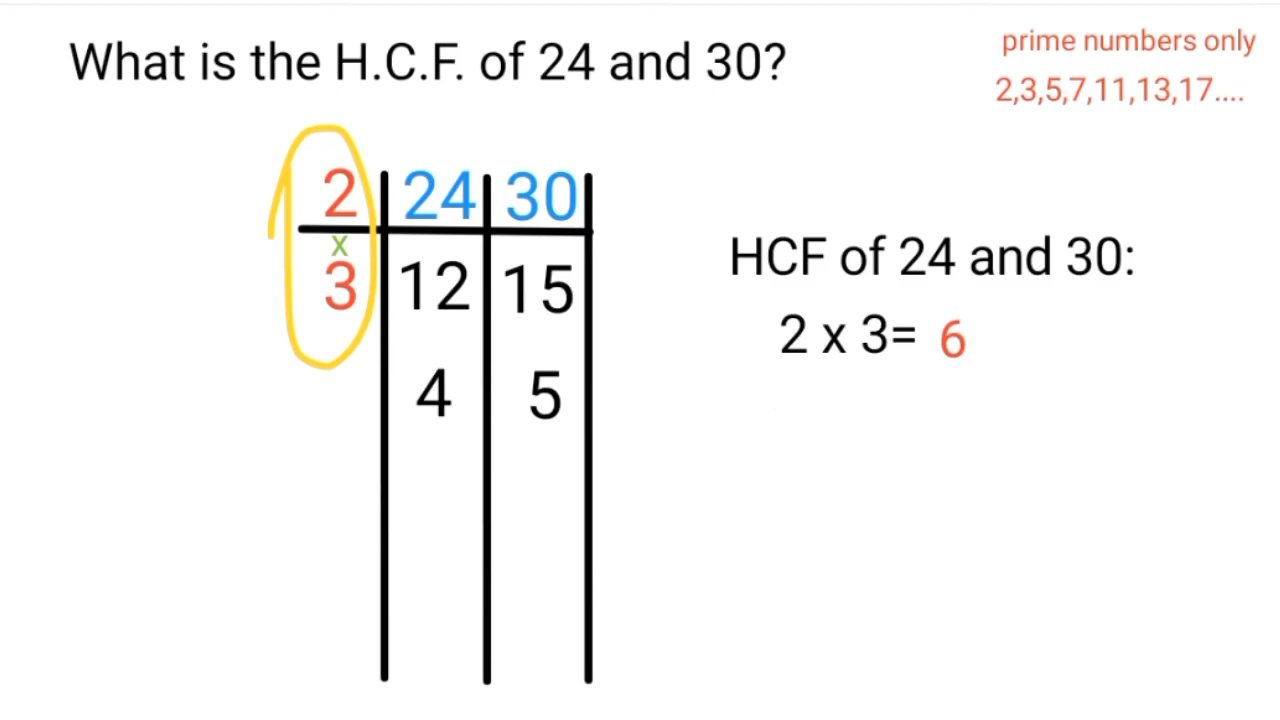 What is the H.C.F. of 24 and 30?
prime numbers only
2,3,5,7,11,13,17....
2 24 30
x
3 12 15
4 5
HCF of 24 and 30:
2 x 3= 6